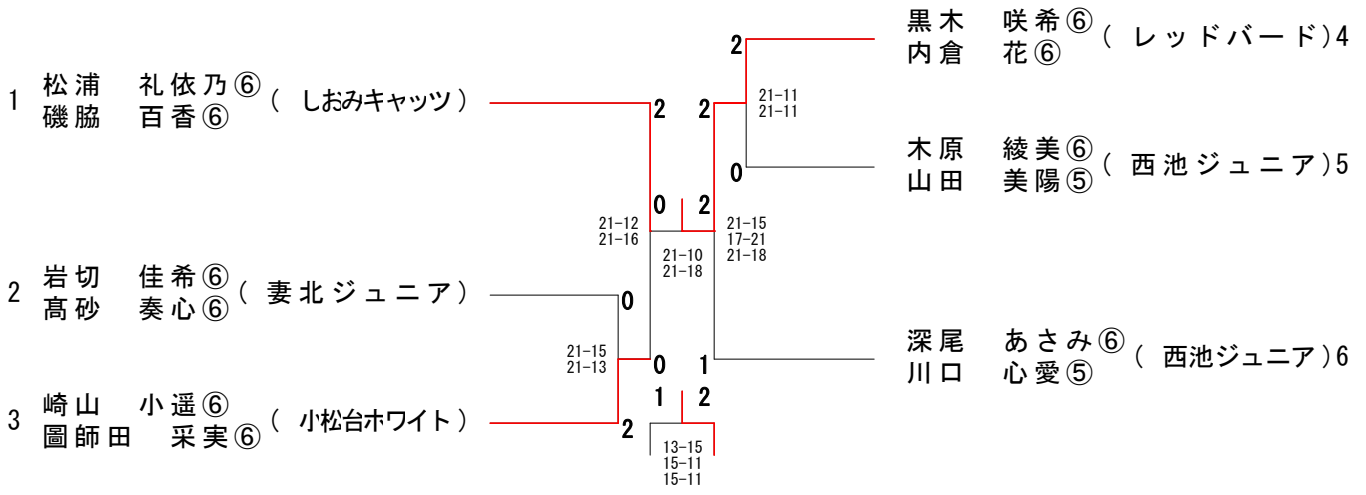 1 松浦 礼依乃⑥
磯脇 百香⑥
( しおみキャッツ )
2 岩切 佳希⑥
髙砂 奏心⑥
( 妻北ジュニア )
3 崎山 小遥⑥
圖師田 采実⑥
( 小松台ホワイト )
黒木 咲希⑥
内倉 花⑥
( レッドバード ) 4
木原 綾美⑥
山田 美陽⑤
( 西池ジュニア ) 5
深尾 あさみ⑥
川口 心愛⑤
( 西池ジュニア ) 6
2
2 2
21-11
21-11
0
0 2
21-12
21-16
21-15
17-21
21-18
21-10
21-18
0
21-15
21-13
0 1
1 2
2
13-15
15-11
15-11